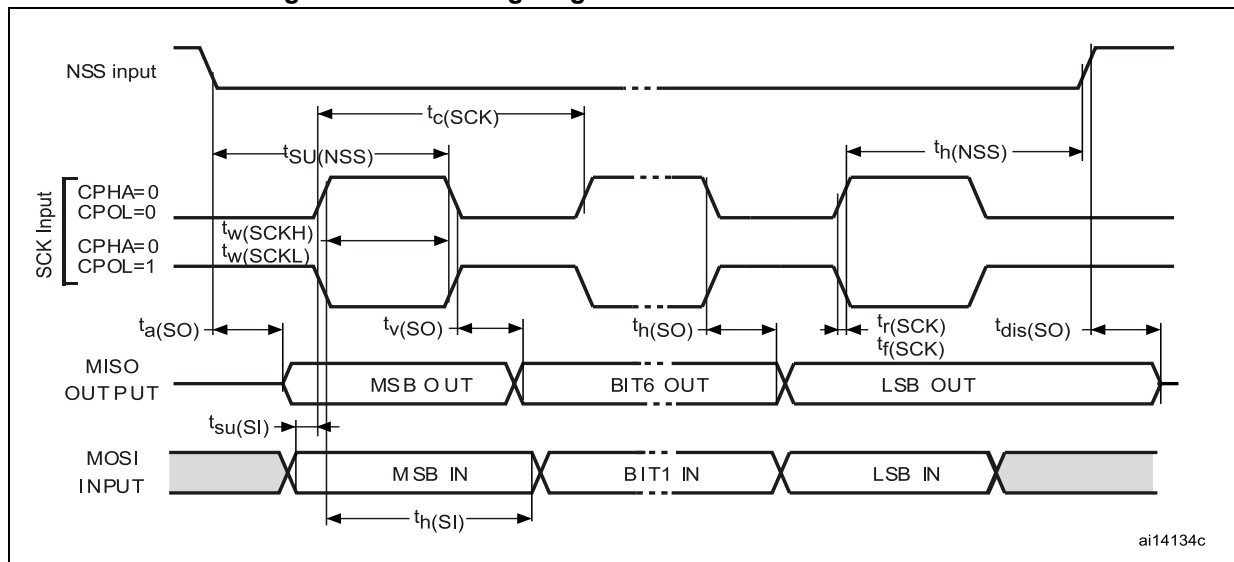 NSS input
tc(SCK)
tSU(NSS)
th(NSS)
SCK Input
CPHA=0
CPOL=0
tw(SCKH)
CPHA=0
tw(SCKL)
CPOL=1
ta(SO)
tv(SO)
th(SO)
tr(SCK)
tf(SCK)
tdis(SO)
MISO
OUTPUT
MSB OUT
BIT6 OUT
LSB OUT
tsu(SI)
MOSI
INPUT
MSB IN
BIT1 IN
LSB IN
th(SI)
ai14134c